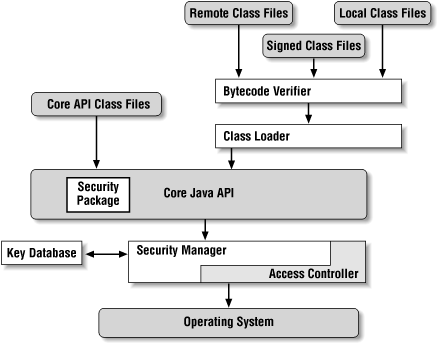 Remote Class Files
Local Class Files
Signed Class Files
Bytecode Verifier
Core API Class Files
Class Loader
Security
Package
Core Java API
Security Manager
Key Database
Access Controller
Operating System